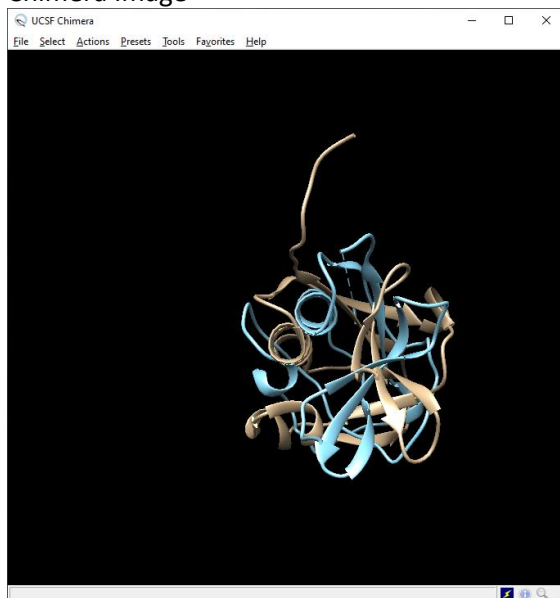 Chimera Image
UCSF Chimera
File Select Actions Presets Tools Favorites Help